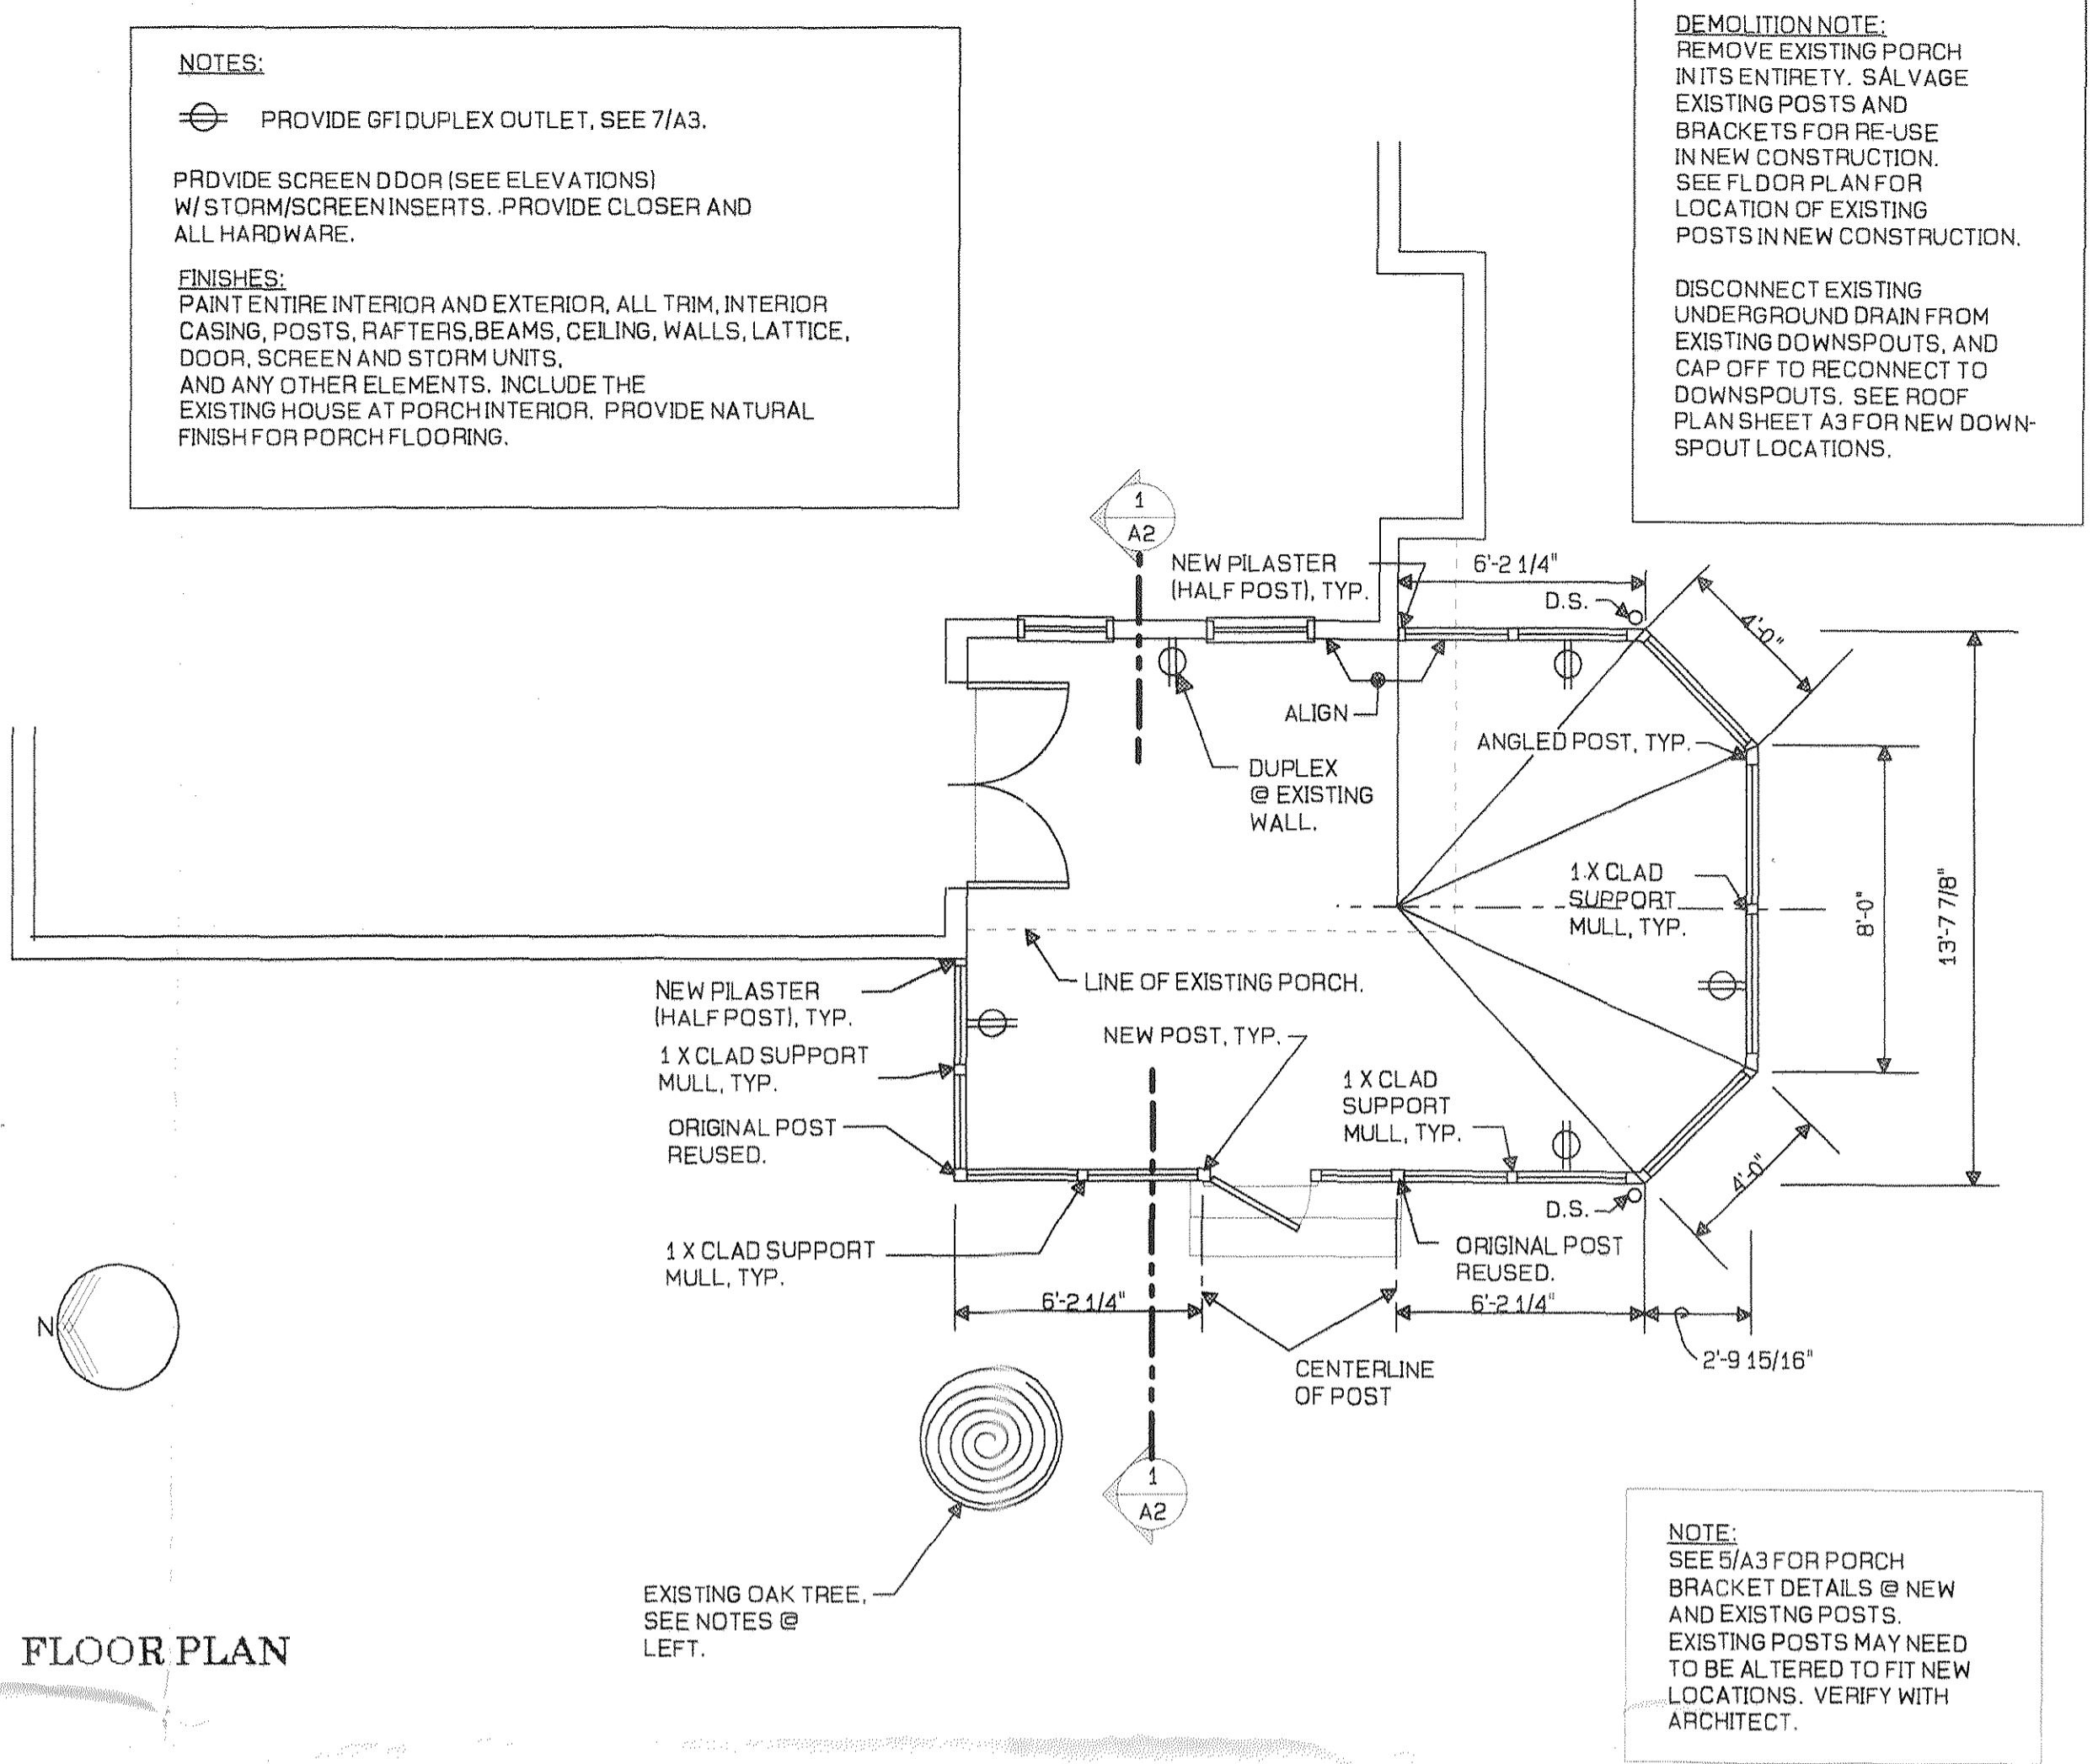 NOTES:
PROVIDE GFI DUPLEX OUTLET, SEE 7/A3.
PROVIDE SCREEN DOOR (SEE ELEVATIONS)
W/ STORM/SCREEN INSERTS. PROVIDE CLOSER AND
ALL HARDWARE.
FINISHES:
PAINT ENTIRE INTERIOR AND EXTERIOR, ALL TRIM, INTERIOR
CASING, POSTS, RAFTERS, BEAMS, CEILING, WALLS, LATTICE,
DOOR, SCREEN AND STORM UNITS,
AND ANY OTHER ELEMENTS. INCLUDE THE
EXISTING HOUSE AT PORCH INTERIOR. PROVIDE NATURAL
FINISH FOR PORCH FLOORING.
DEMOLITION NOTE:
REMOVE EXISTING PORCH
IN ITS ENTIRETY. SALVAGE
EXISTING POSTS AND
BRACKETS FOR RE-USE
IN NEW CONSTRUCTION.
SEE FLOOR PLAN FOR
LOCATION OF EXISTING
POSTS IN NEW CONSTRUCTION.
DISCONNECT EXISTING
UNDERGROUND DRAIN FROM
EXISTING DOWNSPOUTS, AND
CAP OFF TO RECONNECT TO
DOWNSPOUTS. SEE ROOF
PLAN SHEET A3 FOR NEW DOWN-
SPOUT LOCATIONS.
1
A2
NEW PILASTER
(HALF POST), TYP.
6'-2 1/4"
D.S.
4'-0"
ALIGN
ANGLED POST, TYP.
DUPLEX
@ EXISTING
WALL.
1 X CLAD
SUPPORT
MULL, TYP.
8'-0"
13'-7 7/8"
LINE OF EXISTING PORCH.
NEW PILASTER
(HALF POST), TYP.
NEW POST, TYP.
1 X CLAD SUPPORT
MULL, TYP.
1 X CLAD
SUPPORT
MULL, TYP.
ORIGINAL POST
REUSED.
4'-0"
D.S.
1 X CLAD SUPPORT
MULL, TYP.
ORIGINAL POST
REUSED.
6'-2 1/4"
6'-2 1/4"
2'-9 15/16"
N
CENTERLINE
OF POST
1
A2
EXISTING OAK TREE,
SEE NOTES @
LEFT.
FLOOR PLAN
NOTE:
SEE 5/A3 FOR PORCH
BRACKET DETAILS @ NEW
AND EXISTNG POSTS.
EXISTING POSTS MAY NEED
TO BE ALTERED TO FIT NEW
LOCATIONS. VERIFY WITH
ARCHITECT.